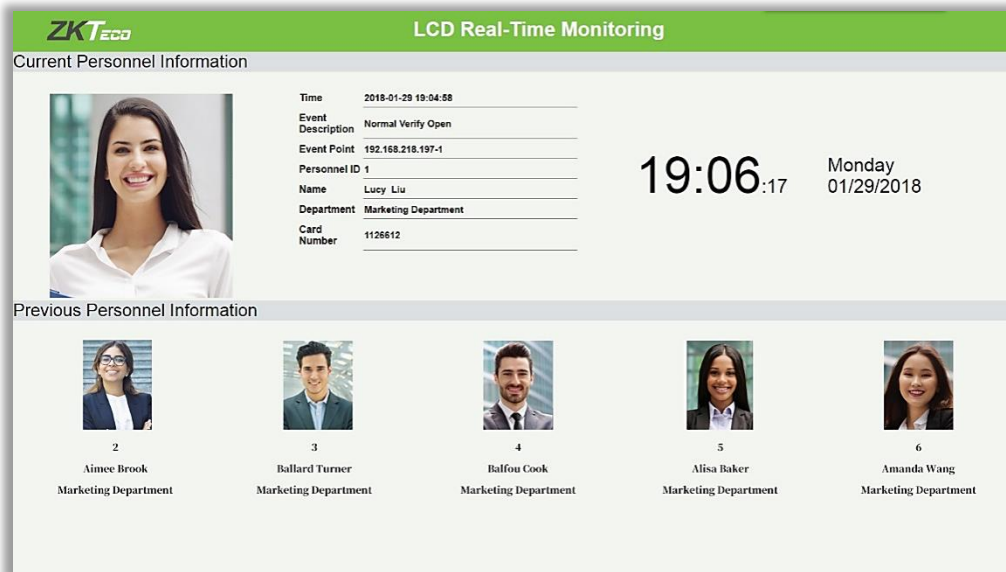 ZKTECO
LCD Real-Time Monitoring
Current Personnel Information
Time 2018-01-29 19:04:58
Event
Description Normal Verify Open
Event Point 192.168.218.197-1
Personnel ID 1
Name Lucy Liu
Department Marketing Department
Card
Number 1126612
19:06:17
Monday
01/29/2018
Previous Personnel Information
2 3 4 5 6
Aimee Brook Ballard Turner Balfou Cook Alisa Baker Amanda Wang
Marketing Department Marketing Department Marketing Department Marketing Department Marketing Department